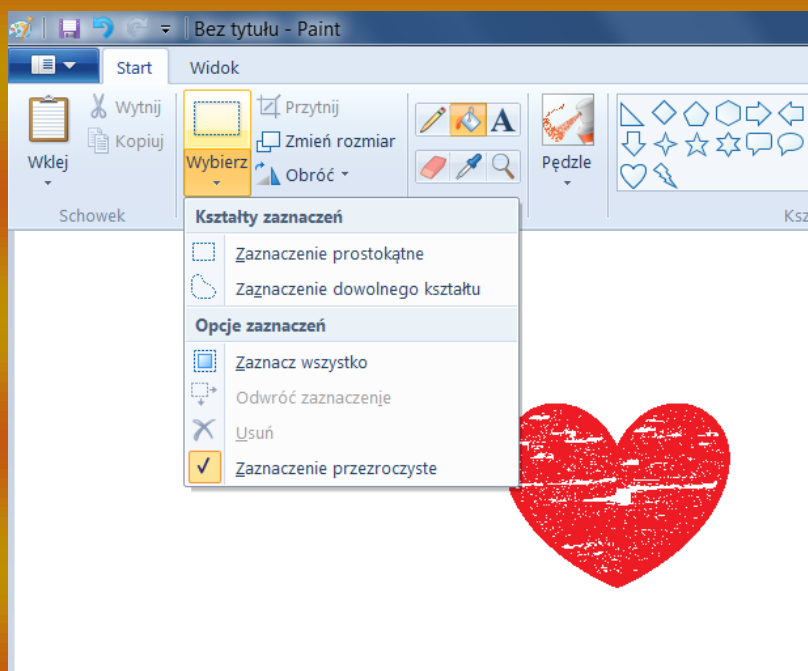 Bez tytułu - Paint
Start Widok
Wklej
Wytnij
Kopiuj
Schowek
Wybierz
Przytnij
Zmień rozmiar
Obróć
A
Pędzle
Ksz
Kształty zaznaczeń
Zaznaczenie prostokątne
Zaznaczenie dowolnego kształtu
Opcje zaznaczeń
Zaznacz wszystko
Odwróć zaznaczenie
Usuń
Zaznaczenie przezroczyste